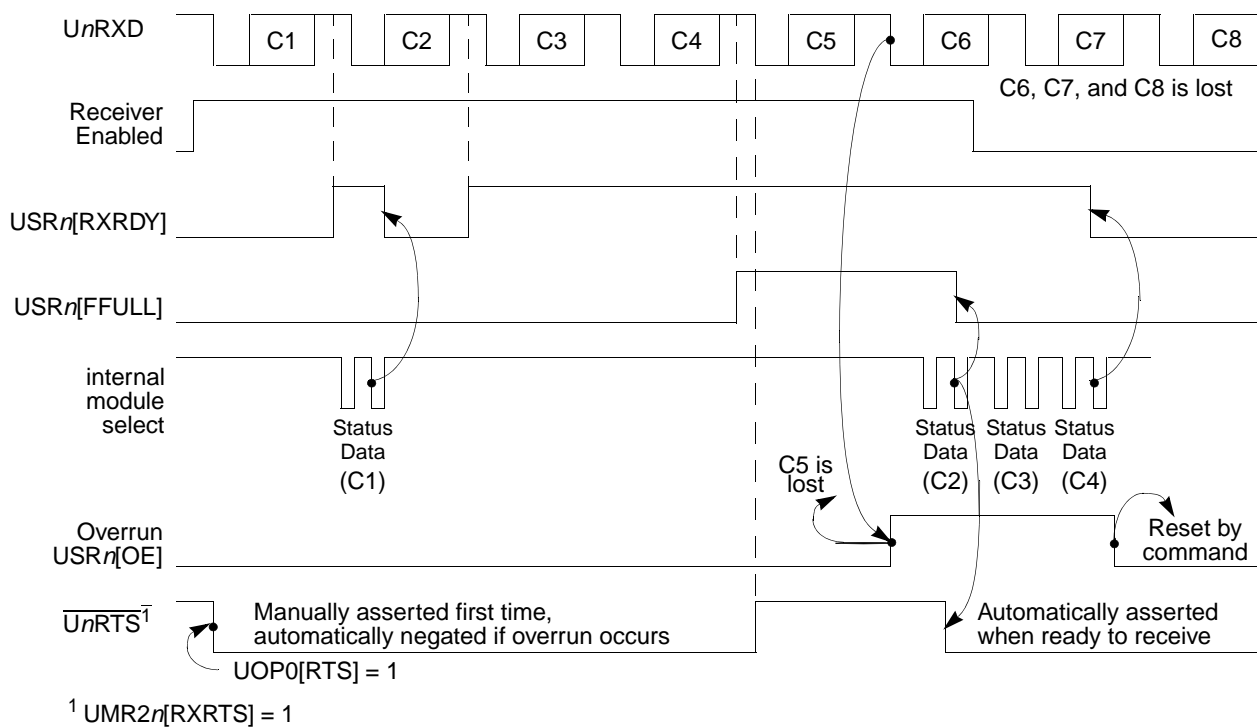 UnRXD
C1
C2
C3
C4
C5
C6
C7
C8
C6, C7, and C8 is lost
Receiver
Enabled
USRn[RXRDY]
USRn[FFULL]
internal
module
select
Status
Data
(C1)
Status
Data
(C2)
Status
Data
(C3)
Status
Data
(C4)
C5 is
lost
Overrun
USRn[OE]
Reset by
command
UnRTS¹
Manually asserted first time,
automatically negated if overrun occurs
Automatically asserted
when ready to receive
UOP0[RTS] = 1
¹ UMR2n[RXRTS] = 1